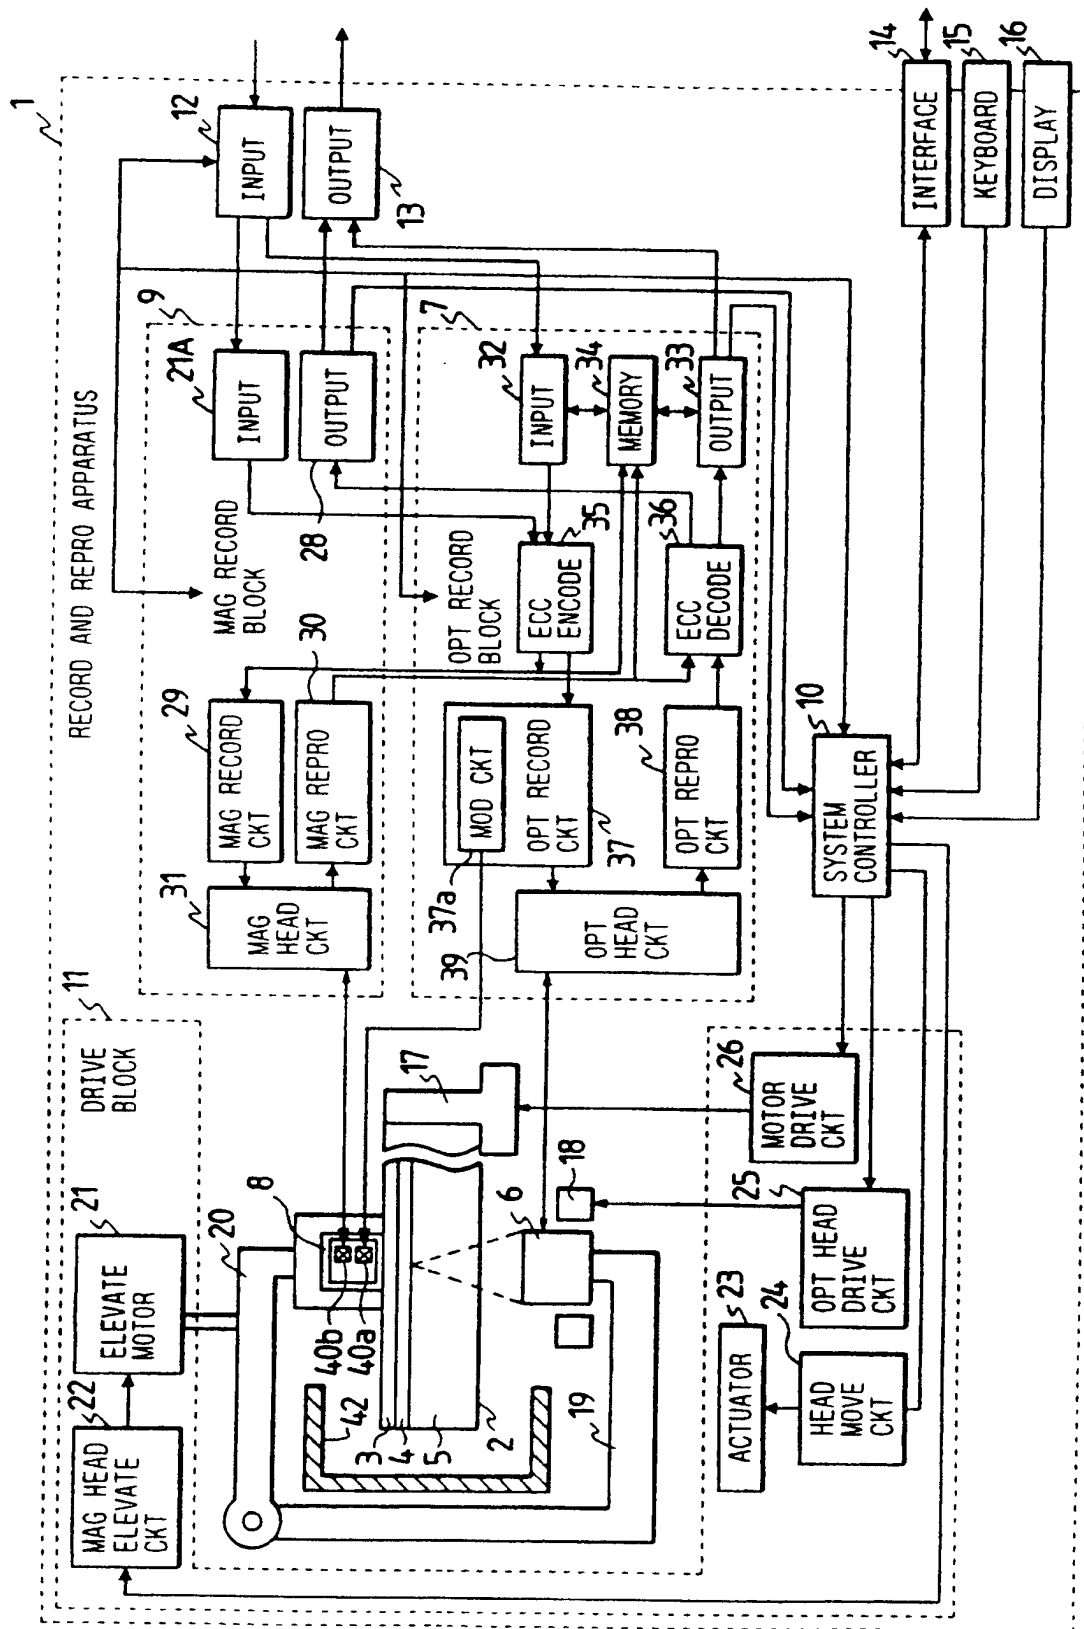 RECORD AND REPRO APPARATUS
1
DRIVE BLOCK
11
MAG HEAD ELEVATE CKT
22
ELEVATE MOTOR
21
20
8
40b
40a
42
3
4
5
2
19
6
18
17
MAG RECORD BLOCK
9
MAG HEAD CKT
31
MAG RECORD CKT
29
MAG REPRO CKT
30
INPUT
21A
OUTPUT
28
INPUT
12
OUTPUT
13
OPT RECORD BLOCK
7
OPT HEAD CKT
39
MOD CKT
37a
OPT RECORD CKT
37
OPT REPRO CKT
38
ECC ENCODE
35
ECC DECODE
36
INPUT
32
MEMORY
34
OUTPUT
33
ACTUATOR
23
HEAD MOVE CKT
24
OPT HEAD DRIVE CKT
25
MOTOR DRIVE CKT
26
SYSTEM CONTROLLER
10
INTERFACE
14
KEYBOARD
15
DISPLAY
16